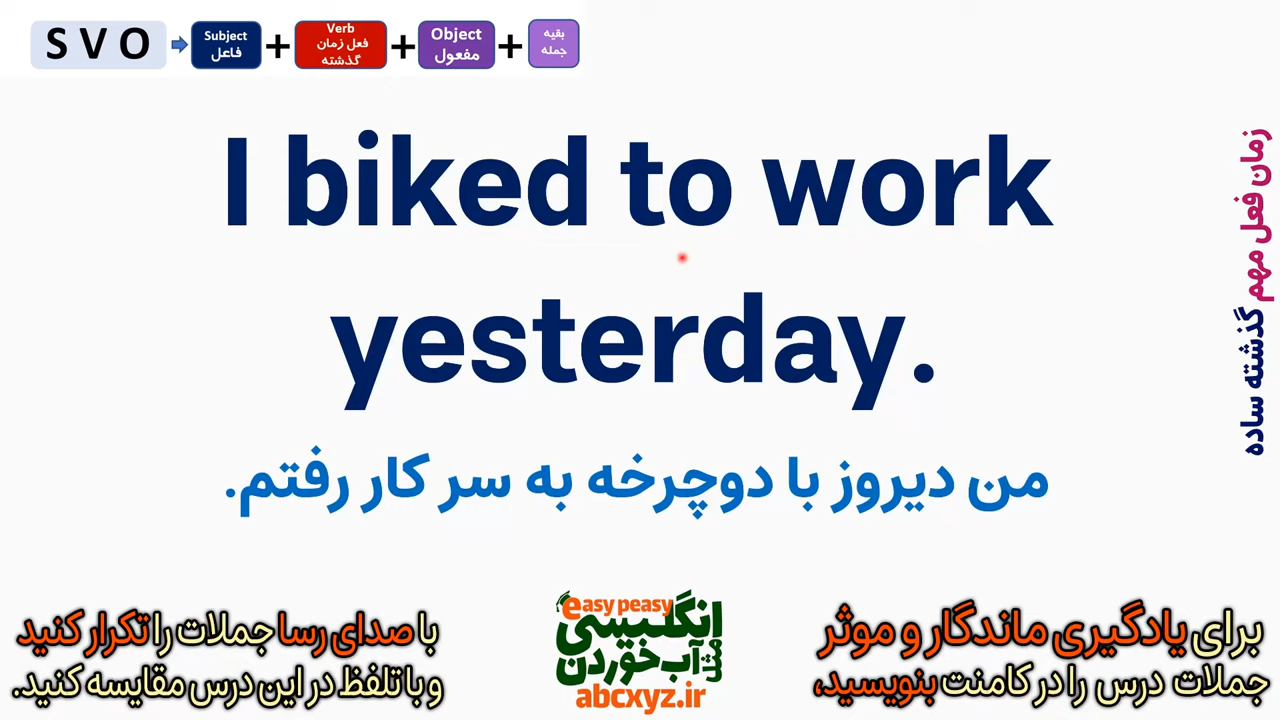 S V O
Subject
فاعل
+
Verb
فعل زمان
گذشته
+
Object
مفعول
+
بقیه
جمله
I biked to work
yesterday.
من دیروز با دوچرخه به سر کار رفتم.
زمان فعل مهم گذشته ساده
با صدای رسا جملات را تکرار کنید
و با تلفظ در این درس مقایسه کنید.
easy peasy
انگلیسی
مثل
آب خوردن
abcxyz.ir
برای یادگیری ماندگار و موثر
جملات درس را در کامنت بنویسید،